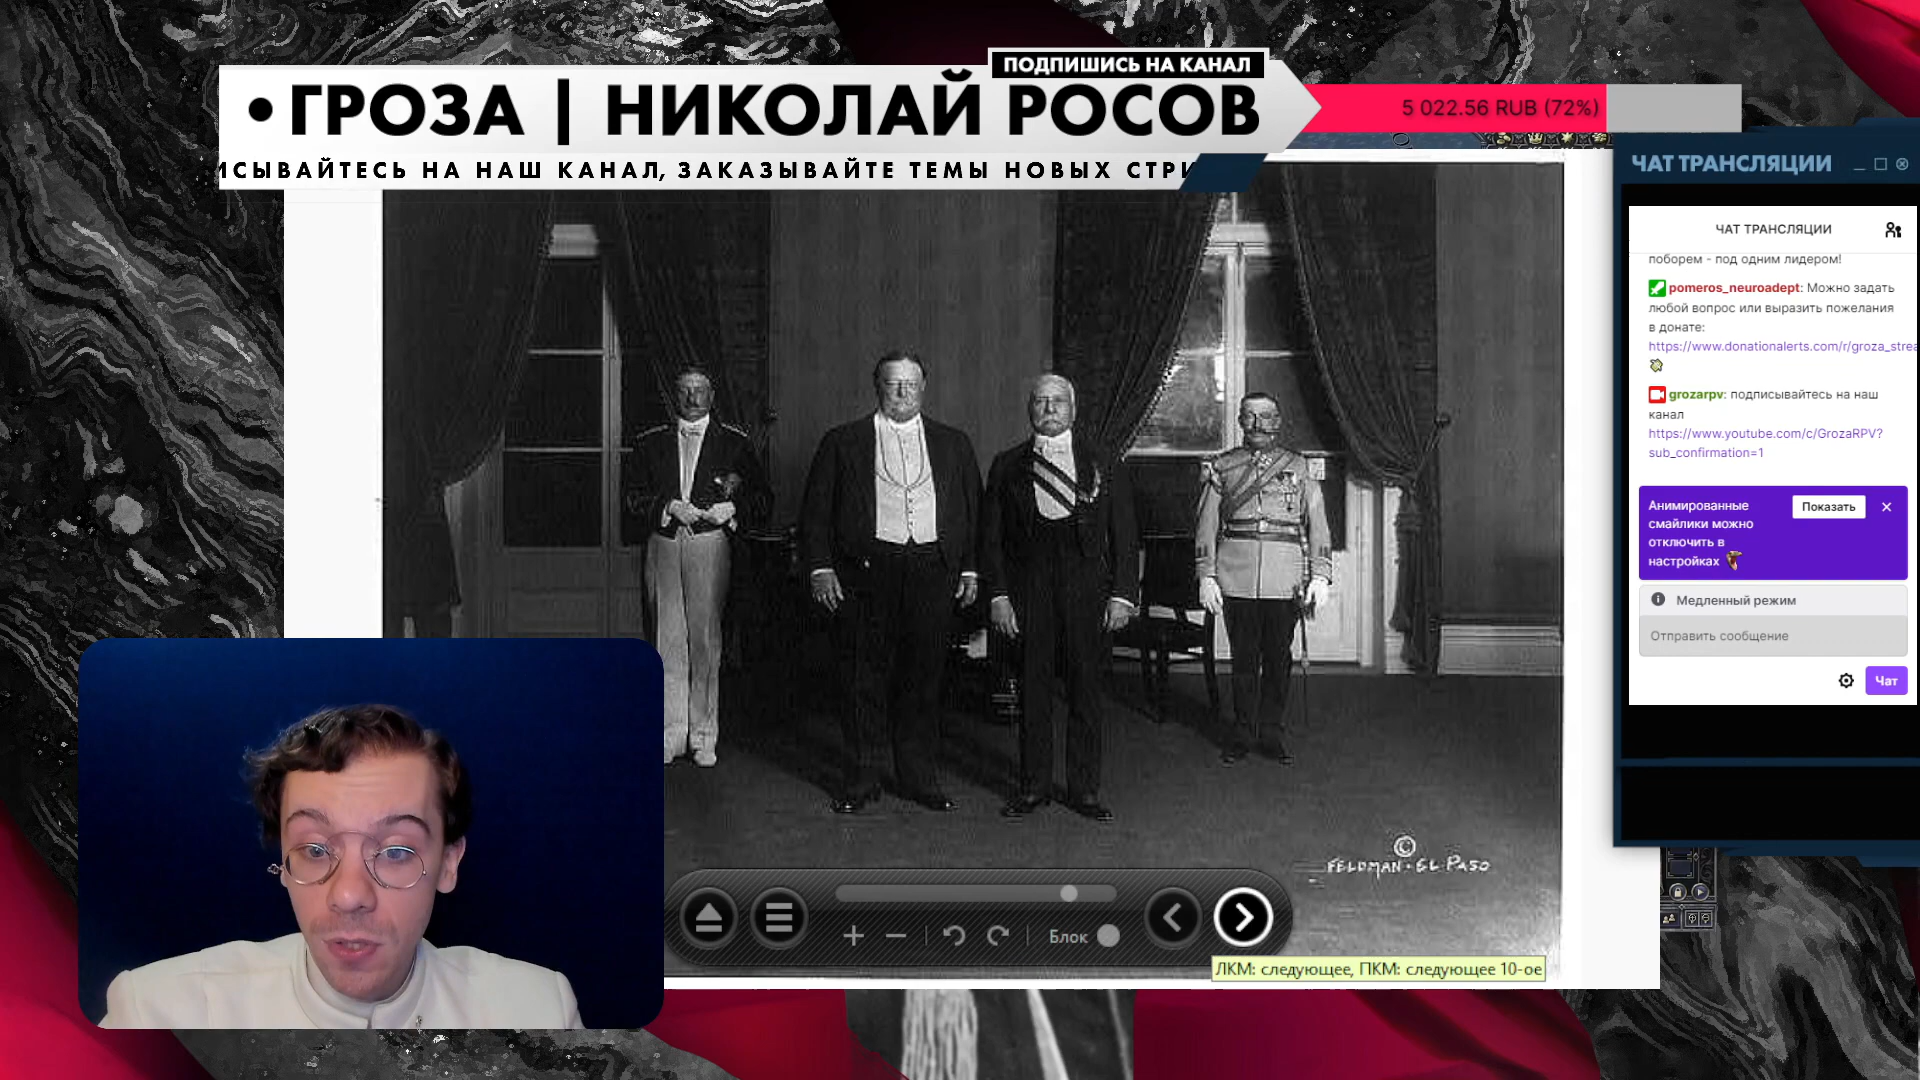 ПОДПИШИСЬ НА КАНАЛ
• ГРОЗА | НИКОЛАЙ РОСОВ
5 022.56 RUB (72%)
ИСЫВАЙТЕСЬ НА НАШ КАНАЛ, ЗАКАЗЫВАЙТЕ ТЕМЫ НОВЫХ СТРИ
ЧАТ ТРАНСЛЯЦИИ
ЧАТ ТРАНСЛЯЦИИ
поборем - под одним лидером!
pomeros_neuroadept: Можно задать
любой вопрос или выразить пожелания
в донате:
https://www.donationalerts.com/r/groza_strea
grozarpv: подписывайтесь на наш
канал
https://www.youtube.com/c/GrozaRPV?
sub_confirmation=1
Анимированные
смайлики можно
отключить в
настройках
Показать
Медленный режим
Отправить сообщение
Чат
© FELDMAN · EL PASO
Блок
ЛКМ: следующее, ПКМ: следующее 10-ое